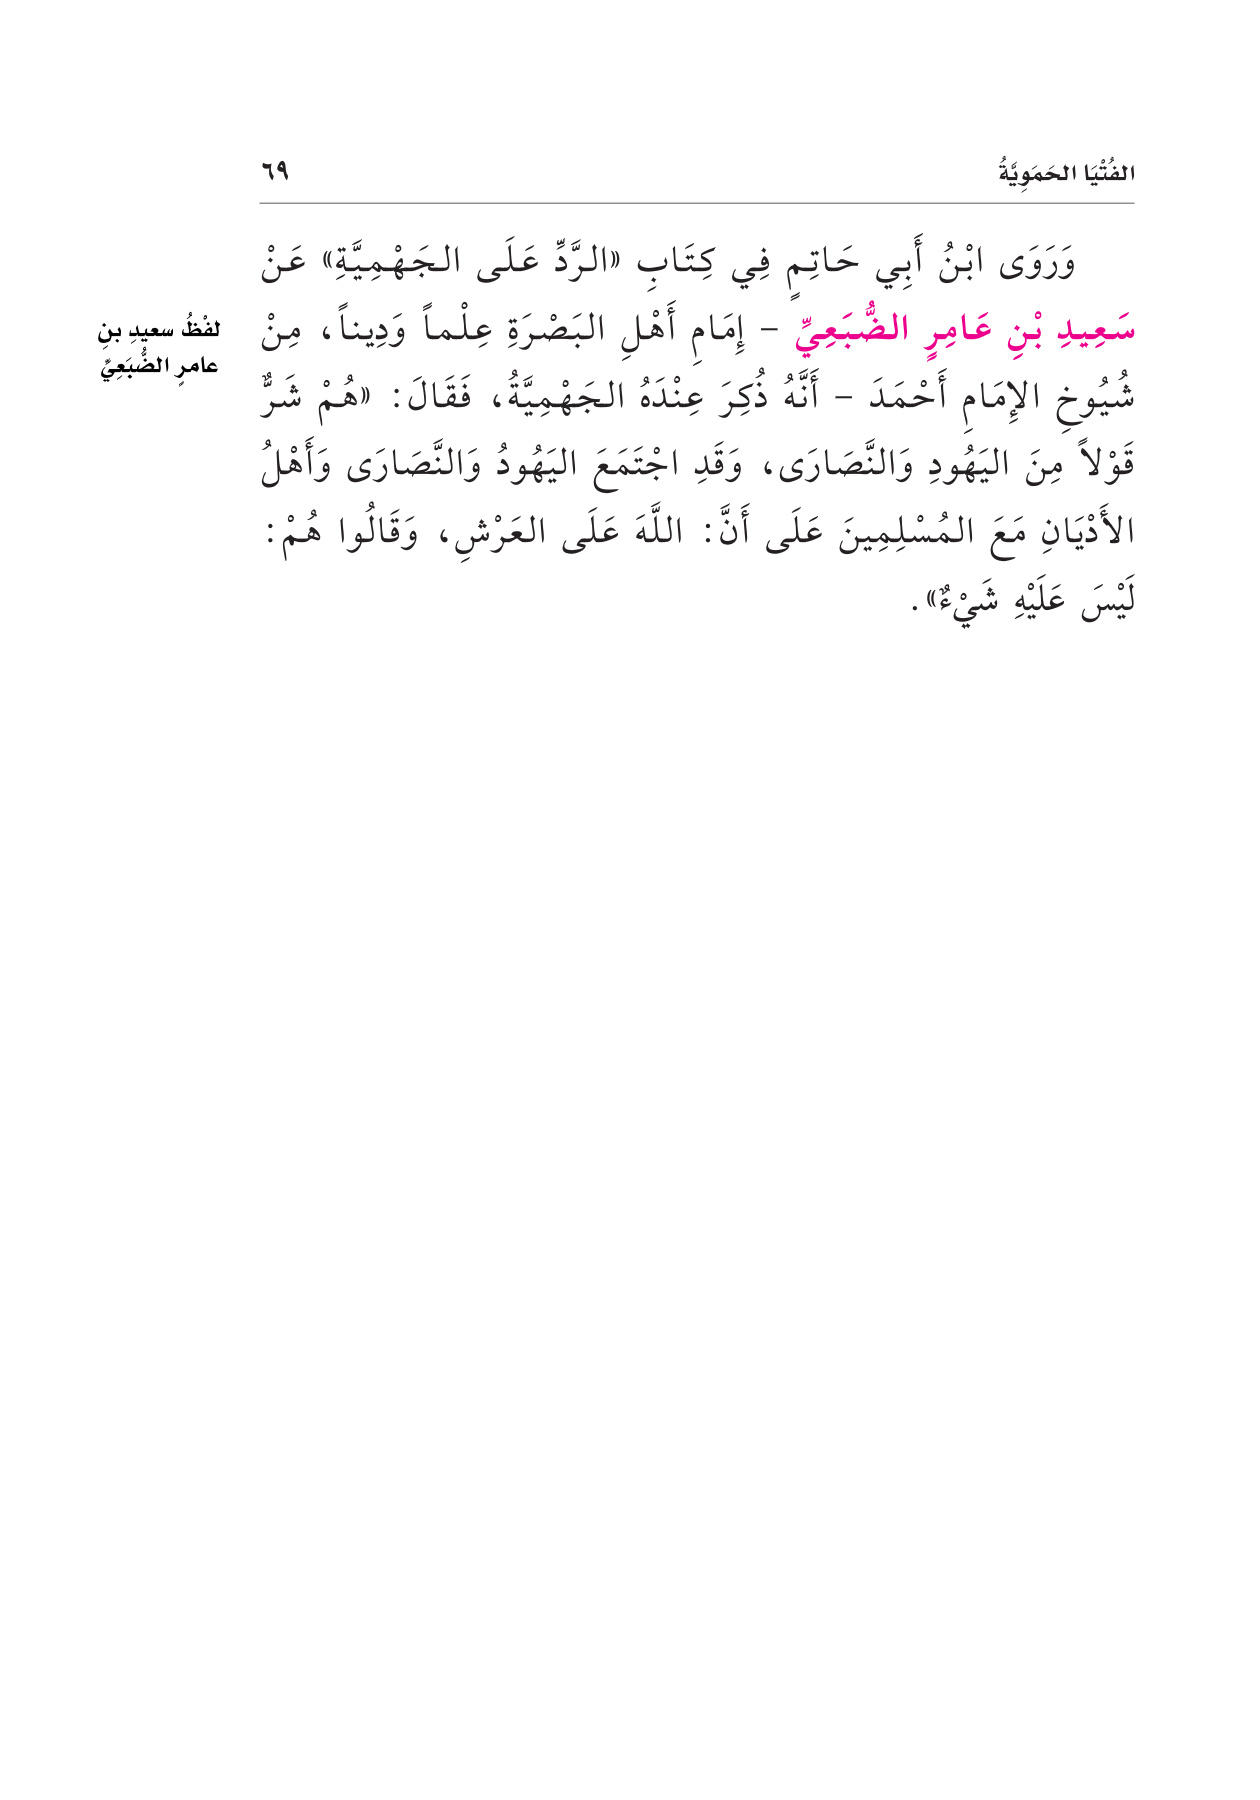 الفُتْيَا الحَمَوِيَّةُ
٦٩
وَرَوَى ابْنُ أَبِي حَاتِمٍ فِي كِتَابِ «الرَّدِّ عَلَى الجَهْمِيَّةِ» عَنْ
سَعِيدِ بْنِ عَامِرٍ الضُّبَعِيِّ – إِمَامِ أَهْلِ البَصْرَةِ عِلْماً وَدِيناً، مِنْ
شُيُوخِ الإِمَامِ أَحْمَدَ – أَنَّهُ ذُكِرَ عِنْدَهُ الجَهْمِيَّةُ، فَقَالَ: «هُمْ شَرٌّ
قَوْلاً مِنَ اليَهُودِ وَالنَّصَارَى، وَقَدِ اجْتَمَعَ اليَهُودُ وَالنَّصَارَى وَأَهْلُ
الأَدْيَانِ مَعَ المُسْلِمِينَ عَلَى أَنَّ: اللَّهَ عَلَى العَرْشِ، وَقَالُوا هُمْ:
لَيْسَ عَلَيْهِ شَيْءٌ».
لفْظُ سعيدِ بنِ
عامرٍ الضُّبَعِيِّ